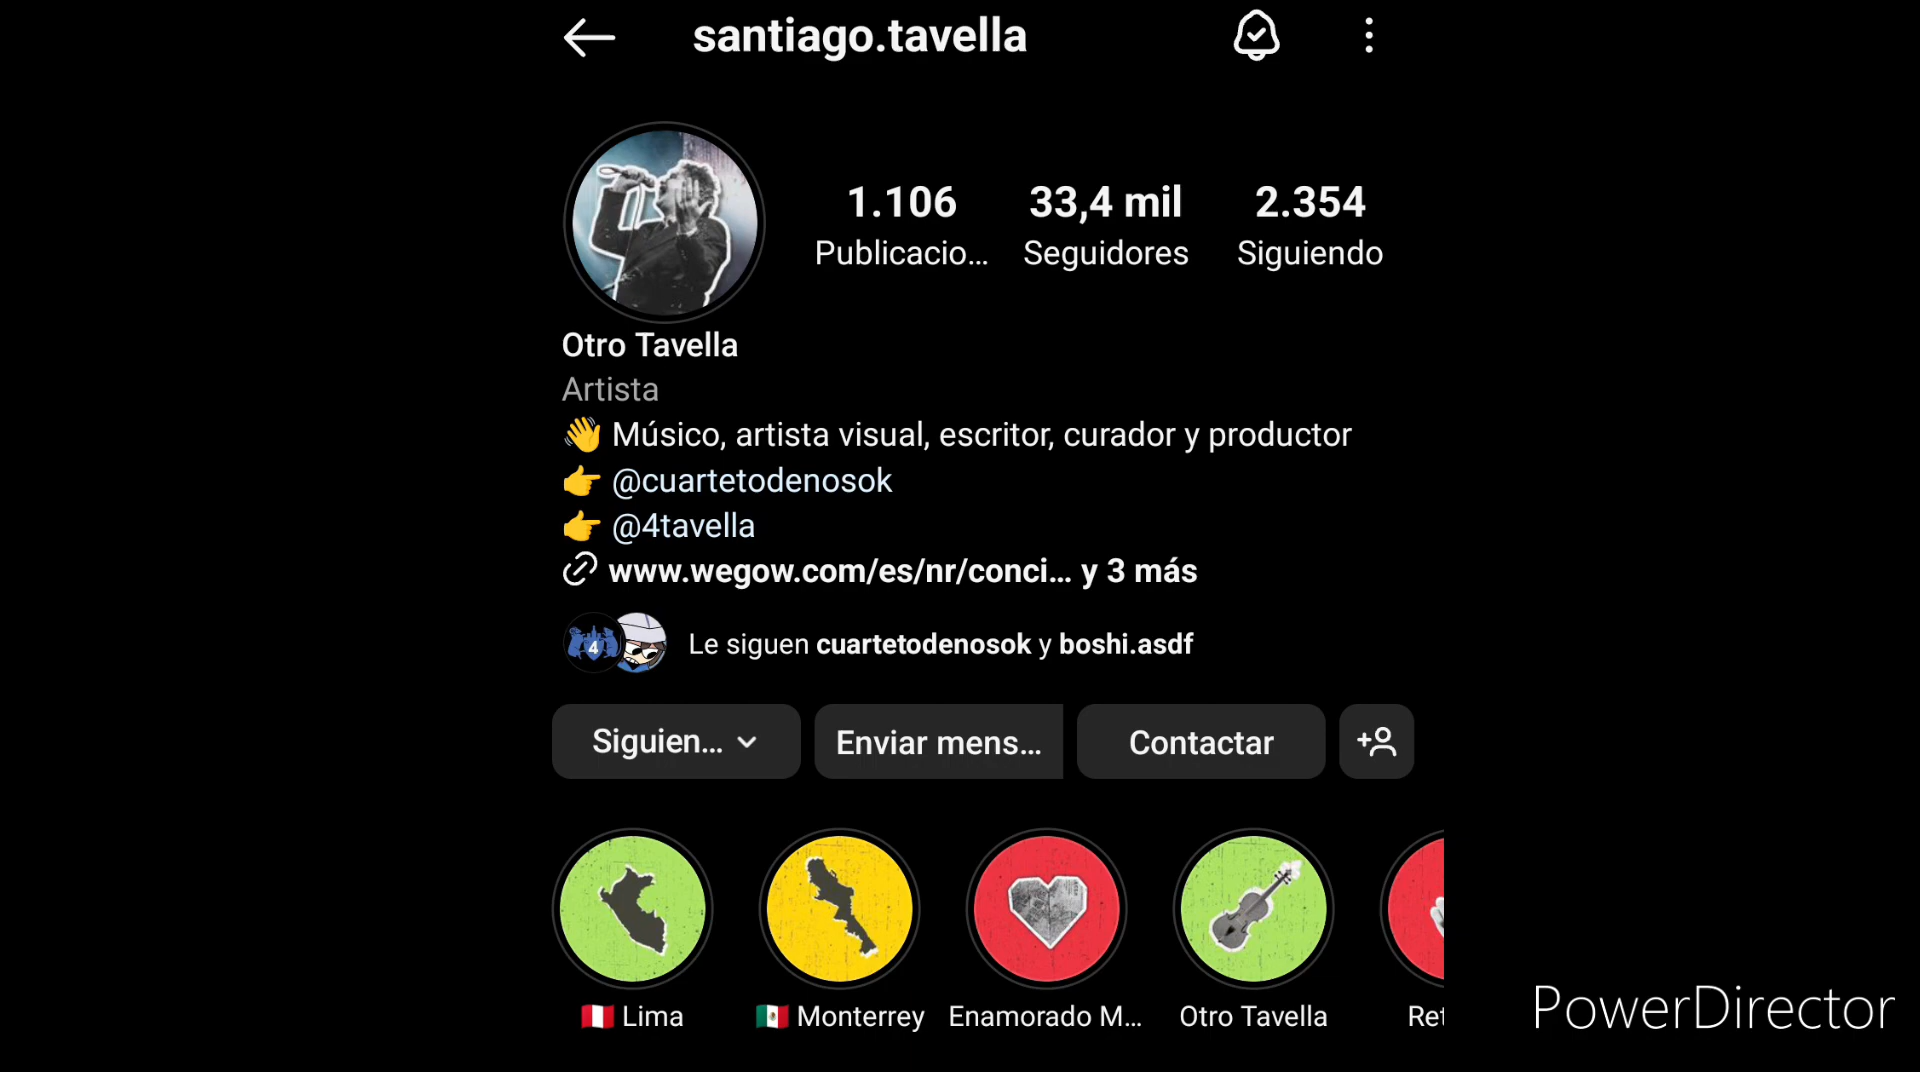 santiago.tavella
1.106 33,4 mil 2.354
Publicacio... Seguidores Siguiendo
Otro Tavella
Artista
👋 Músico, artista visual, escritor, curador y productor
👉 @cuartetodenosok
👉 @4tavella
www.wegow.com/es/nr/conci... y 3 más
4
Le siguen cuartetodenosok y boshi.asdf
Siguien... Enviar mens... Contactar
🇵🇪 Lima 🇲🇽 Monterrey Enamorado M... Otro Tavella Ret
PowerDirector